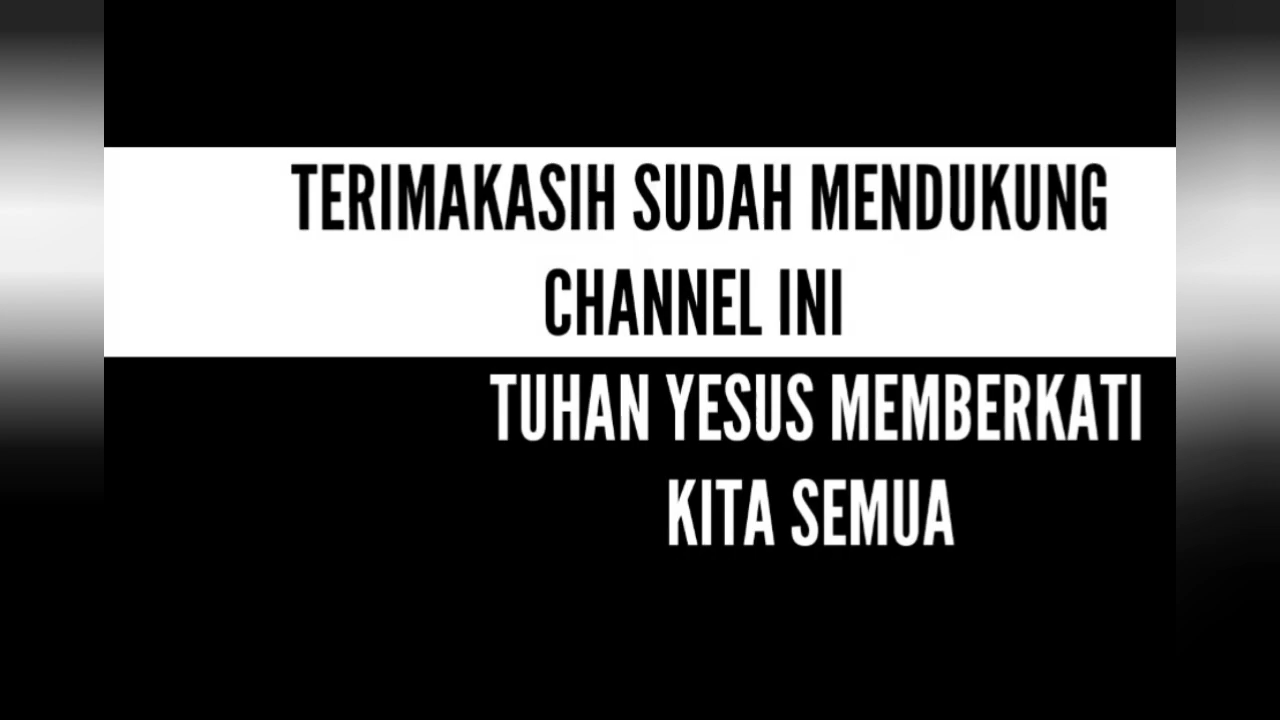 TERIMAKASIH SUDAH MENDUKUNG
CHANNEL INI
TUHAN YESUS MEMBERKATI
KITA SEMUA